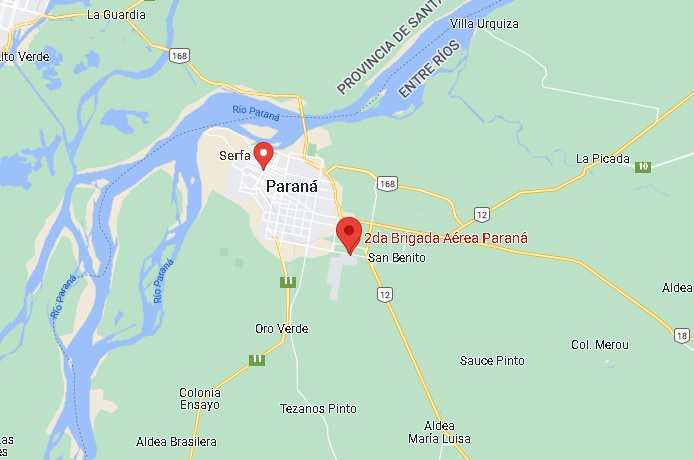 La Guardia
Villa Urquiza
lto Verde
168
PROVINCIA DE SANTA
ENTRE RÍOS
Río Paraná
Serfa
La Picada
10
Paraná
168
12
2da Brigada Aérea Paraná
San Benito
Río Paraná
Río Paraná
11
12
Aldea
Oro Verde
18
Col. Merou
11
Sauce Pinto
Colonia
Ensayo
Tezanos Pinto
Aldea
María Luisa
Aldea Brasilera
as
es